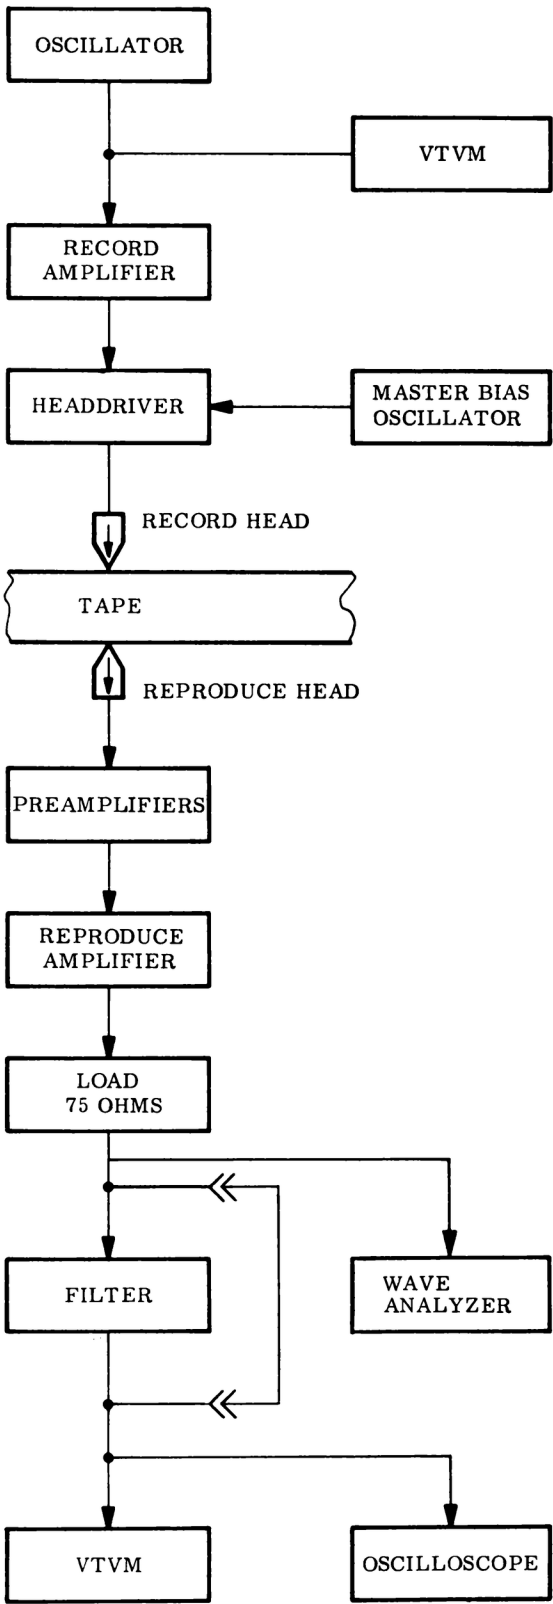 OSCILLATOR
VTVM
RECORD
AMPLIFIER
HEADDRIVER
MASTER BIAS
OSCILLATOR
RECORD HEAD
TAPE
REPRODUCE HEAD
PREAMPLIFIERS
REPRODUCE
AMPLIFIER
LOAD
75 OHMS
FILTER
WAVE
ANALYZER
VTVM
OSCILLOSCOPE